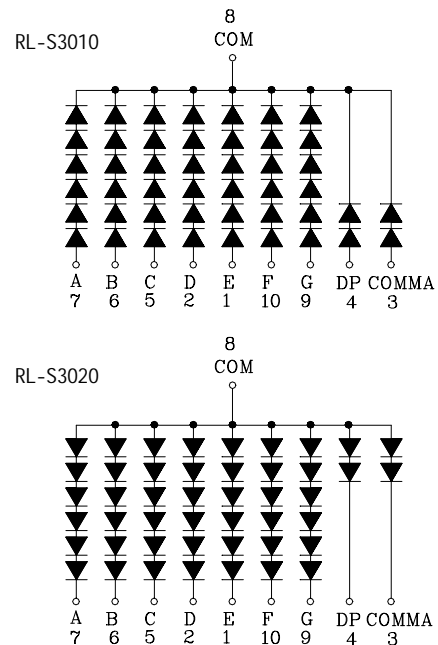 8
RL-S3010
COM
A B C D E F G DP COMMA
7 6 5 2 1 10 9 4 3
8
RL-S3020
COM
A B C D E F G DP COMMA
7 6 5 2 1 10 9 4 3